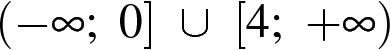 (−∞; 0] ∪ [4; +∞)